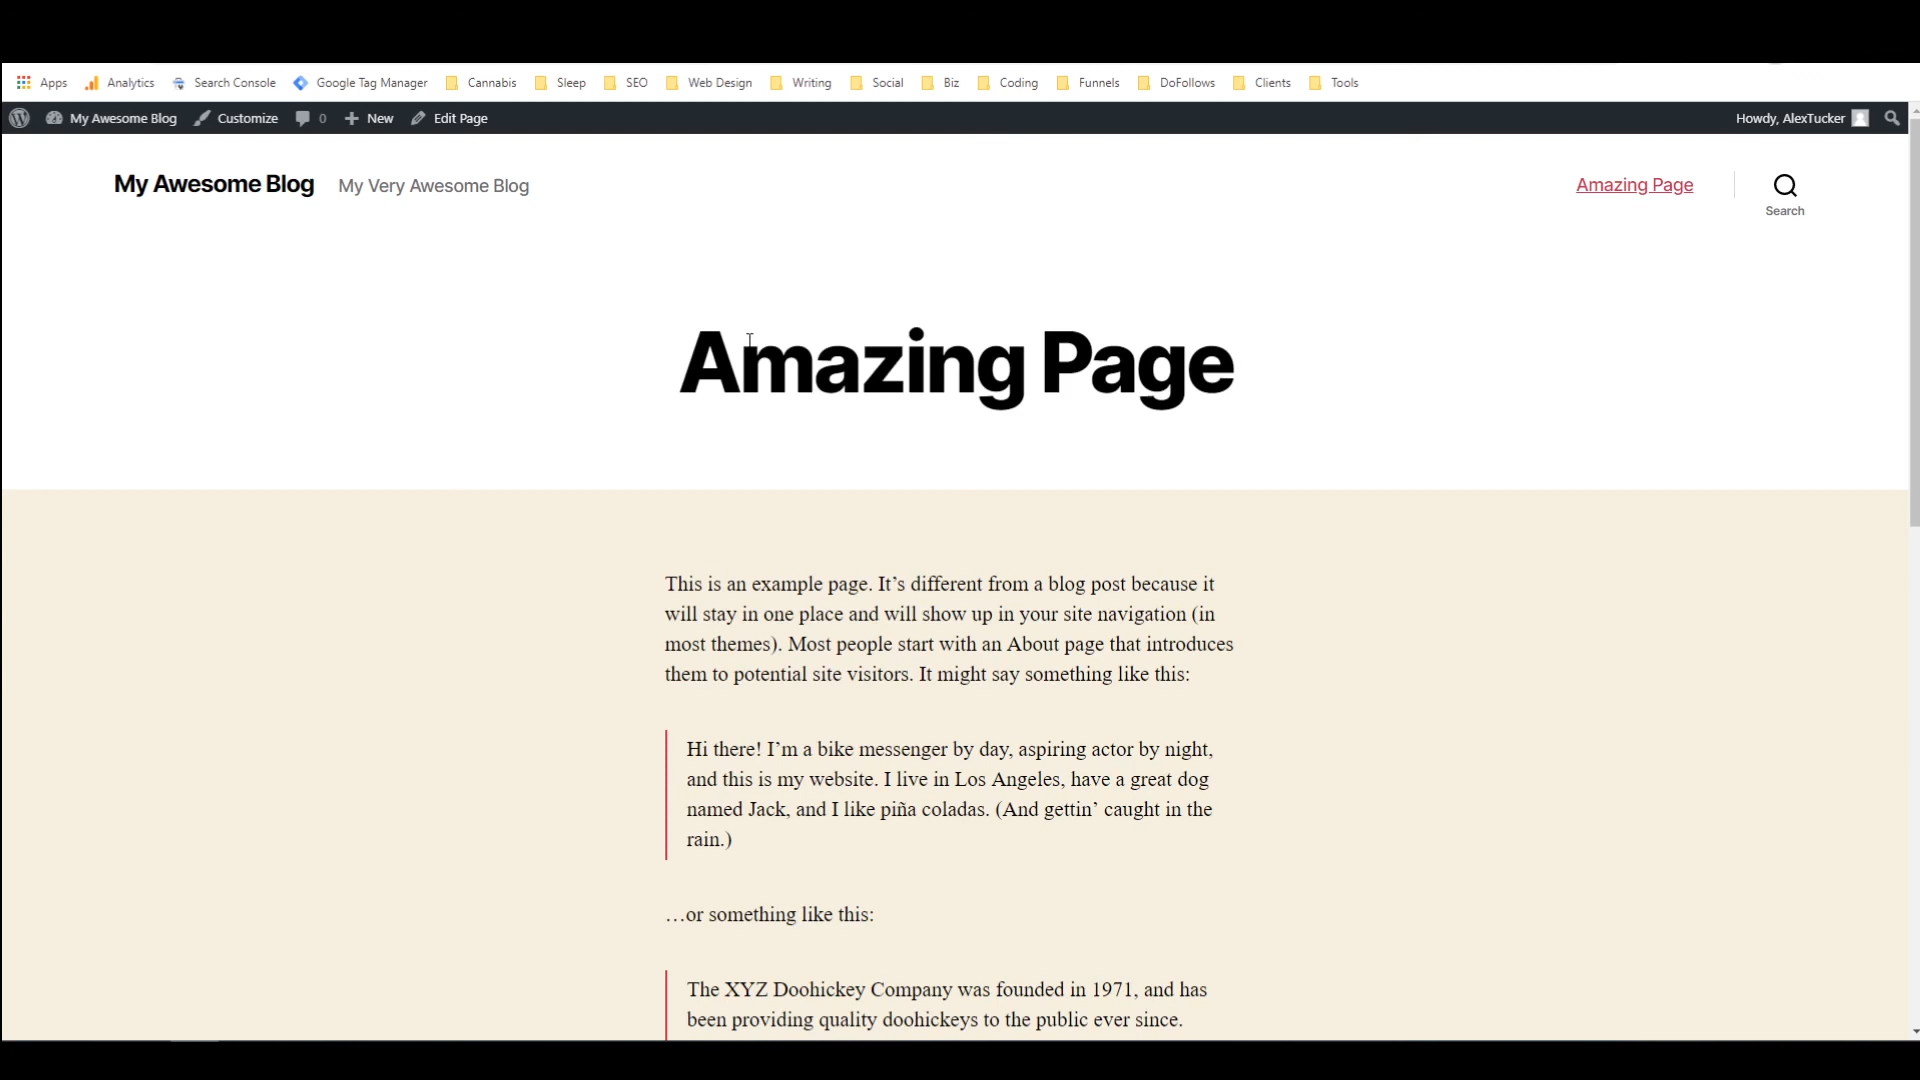 Apps Analytics Search Console Google Tag Manager Cannabis Sleep SEO Web Design Writing Social Biz Coding Funnels DoFollows Clients Tools
My Awesome Blog Customize 0 New Edit Page Howdy, AlexTucker
My Awesome Blog My Very Awesome Blog Amazing Page
Search
Amazing Page
This is an example page. It’s different from a blog post because it
will stay in one place and will show up in your site navigation (in
most themes). Most people start with an About page that introduces
them to potential site visitors. It might say something like this:
Hi there! I’m a bike messenger by day, aspiring actor by night,
and this is my website. I live in Los Angeles, have a great dog
named Jack, and I like piña coladas. (And gettin’ caught in the
rain.)
…or something like this:
The XYZ Doohickey Company was founded in 1971, and has
been providing quality doohickeys to the public ever since.